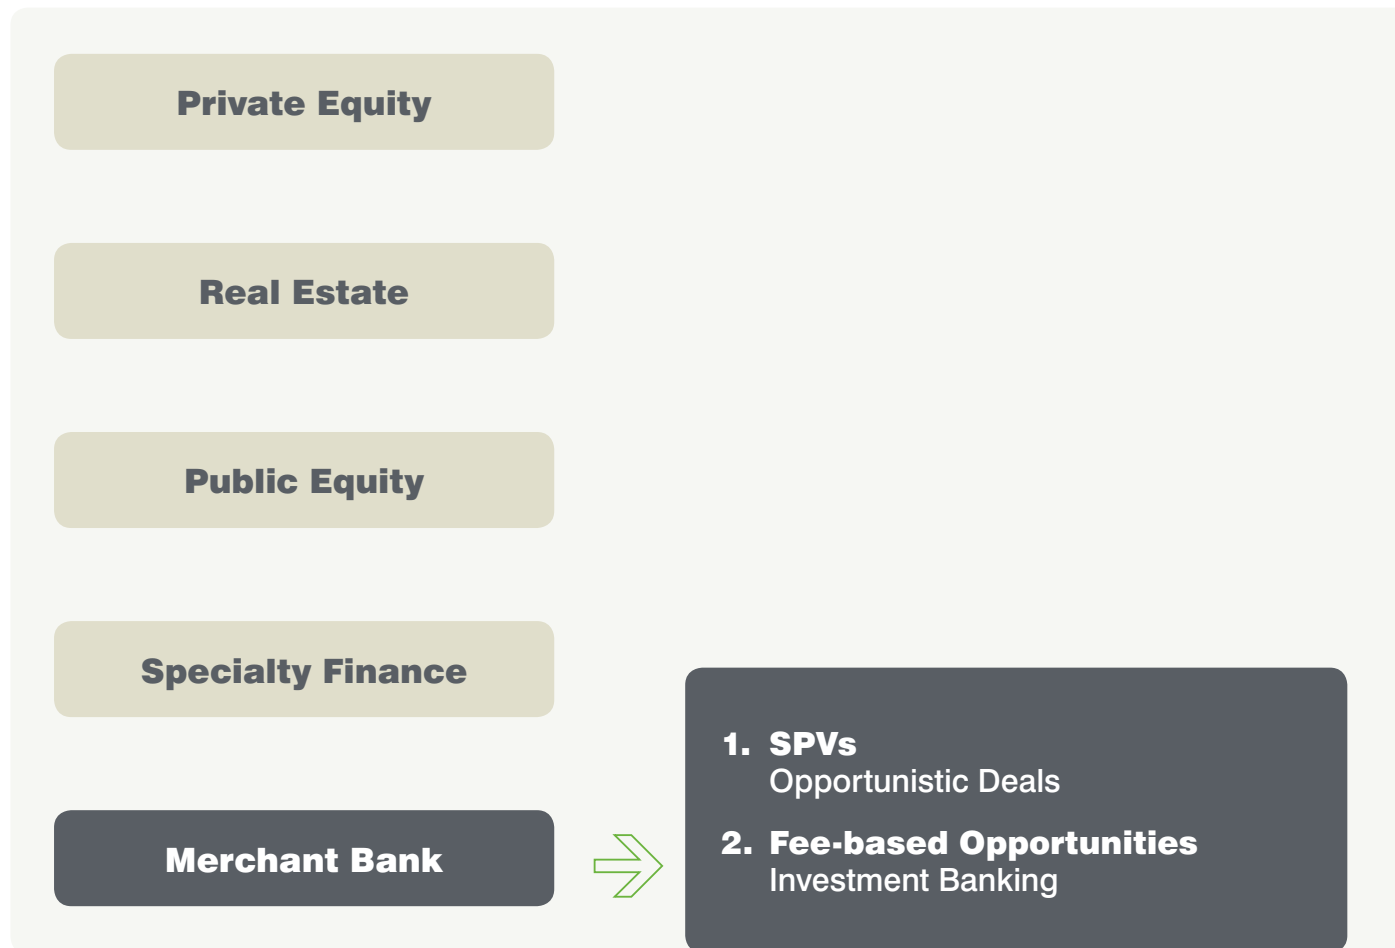 Private Equity
Real Estate
Public Equity
Specialty Finance
Merchant Bank
1. SPVs
Opportunistic Deals
2. Fee-based Opportunities
Investment Banking